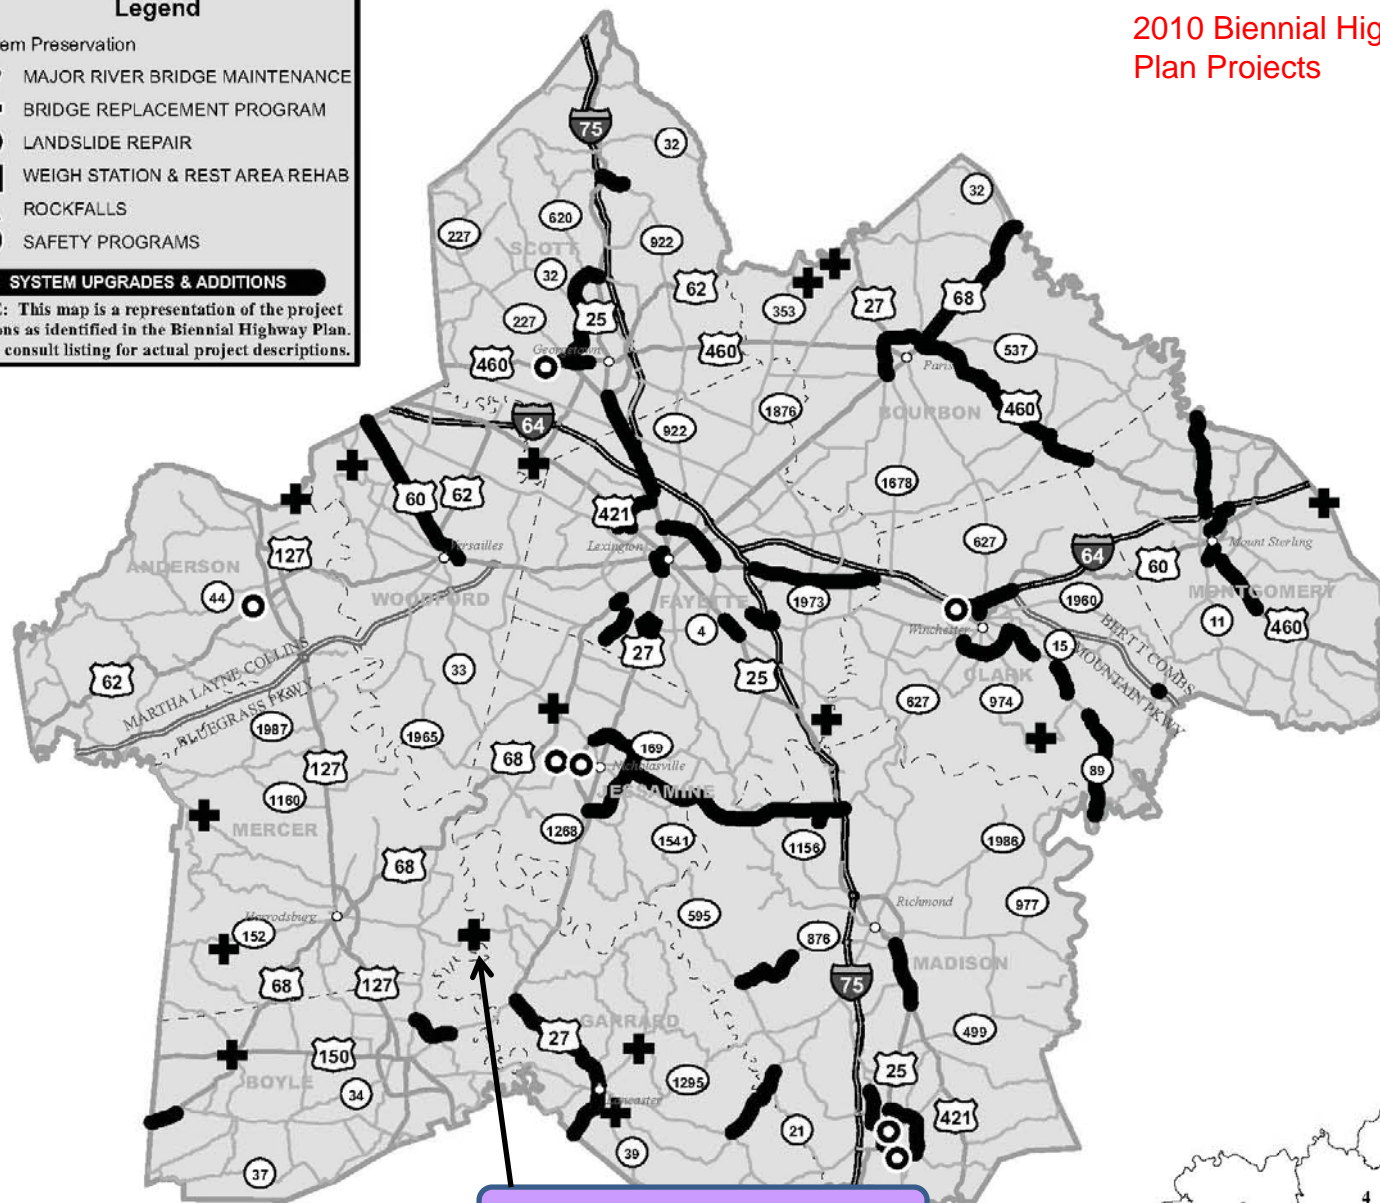 Legend
em Preservation
MAJOR RIVER BRIDGE MAINTENANCE
BRIDGE REPLACEMENT PROGRAM
LANDSLIDE REPAIR
WEIGH STATION & REST AREA REHAB
ROCKFALLS
SAFETY PROGRAMS
SYSTEM UPGRADES & ADDITIONS
E: This map is a representation of the project
ons as identified in the Biennial Highway Plan.
consult listing for actual project descriptions.
2010 Biennial Hig
Plan Projects
75
32
32
620
227
SCOTT
922
32
62
353
27
68
227
25
Georgetown
460
460
537
Paris
1876
460
BOURBON
64
922
1678
60
62
421
127
Versailles
Lexington
627
64
60
Mount Sterling
ANDERSON
44
WOODFORD
FAYETTE
1973
1960
MONTGOMERY
Winchester
11
460
4
27
15
BERT T COMBS
MOUNTAIN PKWY
33
25
CLARK
62
MARTHA LAYNE COLLINS
BLUEGRASS PKWY
627
974
1987
1965
127
68
169
Nicholasville
89
JESSAMINE
1160
MERCER
1268
1541
1156
1986
68
Harrodsburg
152
595
Richmond
977
876
68
127
75
MADISON
GARRARD
27
499
150
BOYLE
34
1295
25
Lancaster
421
21
39
37
4